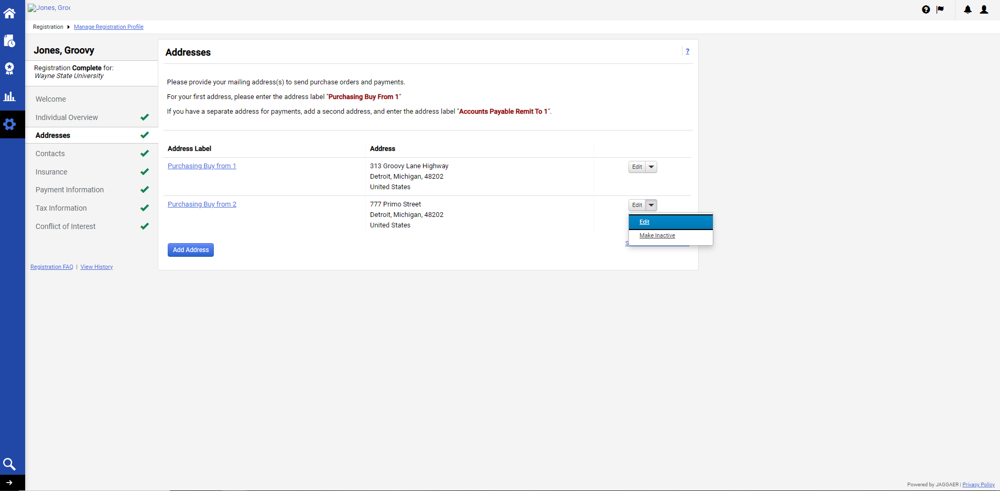 Jones, Groo
Registration Manage Registration Profile
Jones, Groovy
Registration Complete for:
Wayne State University
Welcome
Individual Overview
Addresses
Contacts
Insurance
Payment Information
Tax Information
Conflict of Interest
Registration FAQ | View History
Addresses
?
Please provide your mailing address(s) to send purchase orders and payments.
For your first address, please enter the address label "Purchasing Buy From 1"
If you have a separate address for payments, add a second address, and enter the address label "Accounts Payable Remit To 1".
Address Label Address
Purchasing Buy from 1
313 Groovy Lane Highway
Detroit, Michigan, 48202
United States
Edit
Purchasing Buy from 2
777 Primo Street
Detroit, Michigan, 48202
United States
Edit
Edit
Make Inactive
Add Address
Powered by JAGGAER | Privacy Policy